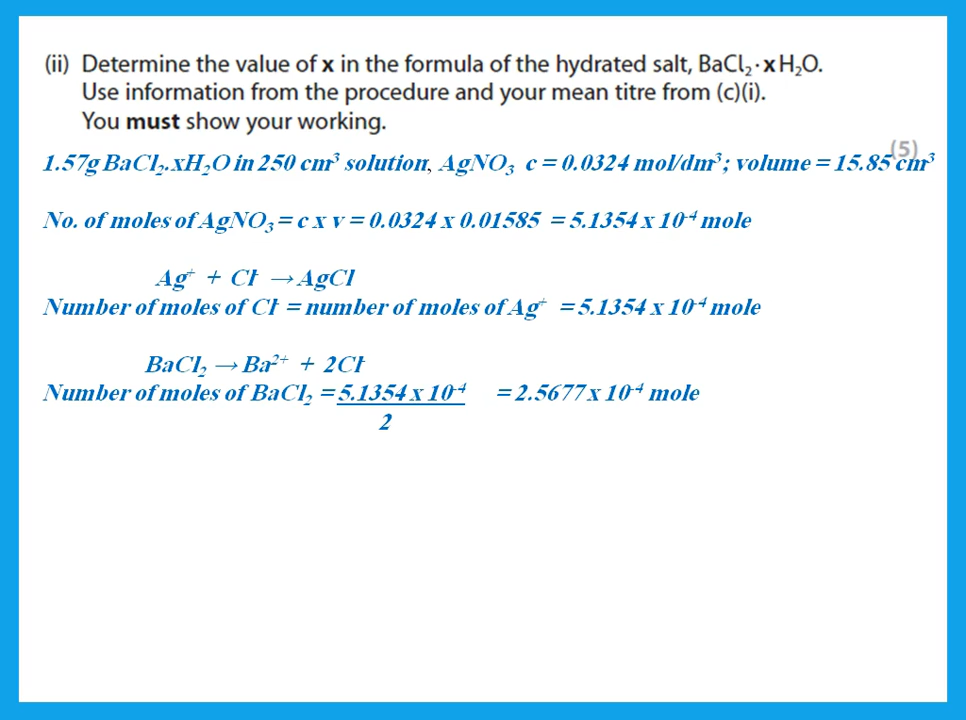 (ii) Determine the value of x in the formula of the hydrated salt, BaCl₂·xH₂O.
Use information from the procedure and your mean titre from (c)(i).
You must show your working.
(5)
1.57g BaCl₂.xH₂O in 250 cm³ solution, AgNO₃ c = 0.0324 mol/dm³; volume = 15.85 cm³
No. of moles of AgNO₃ = c x v = 0.0324 x 0.01585 = 5.1354 x 10⁻⁴ mole
Ag⁺ + Cl⁻ → AgCl
Number of moles of Cl⁻ = number of moles of Ag⁺ = 5.1354 x 10⁻⁴ mole
BaCl₂ → Ba²⁺ + 2Cl⁻
Number of moles of BaCl₂ = 5.1354 x 10⁻⁴ = 2.5677 x 10⁻⁴ mole
2